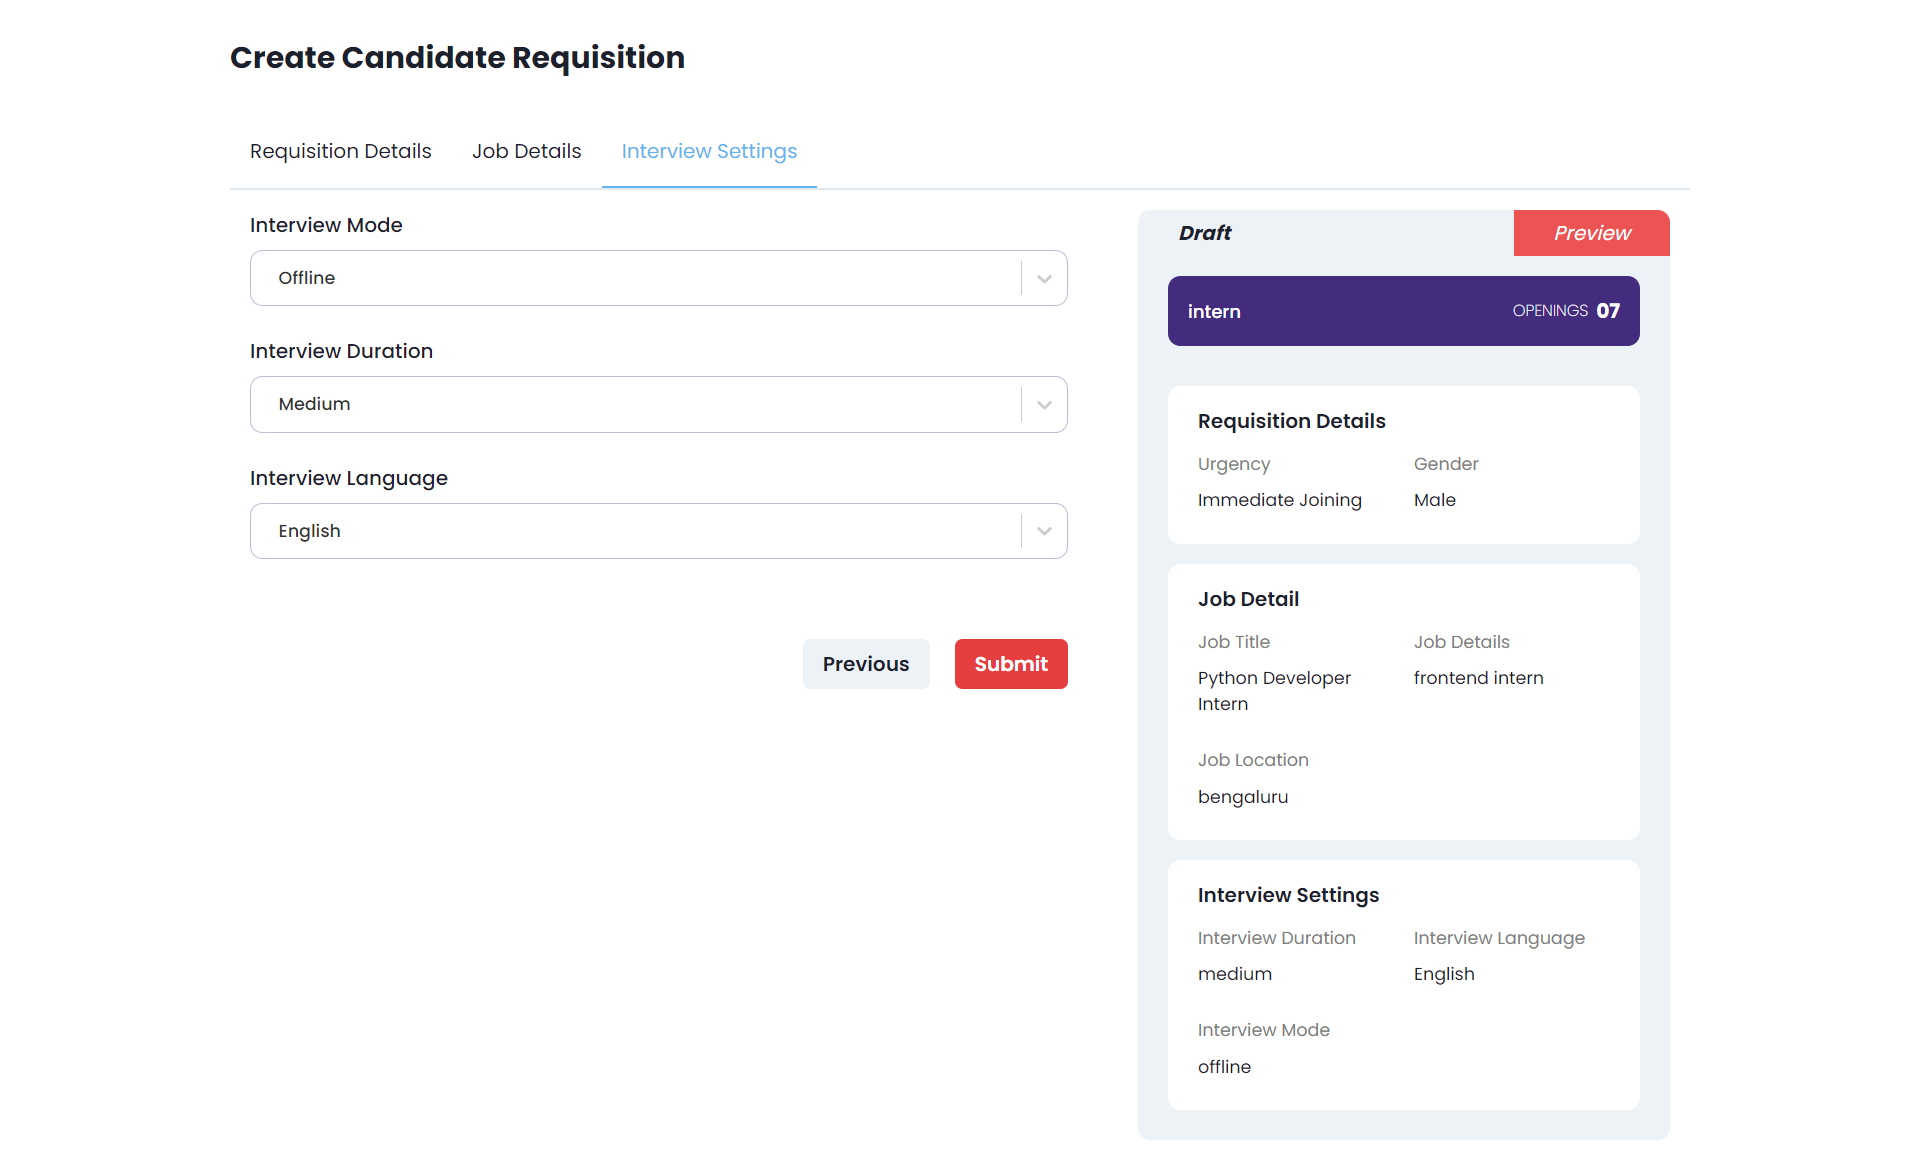 Create Candidate Requisition
Requisition Details
Job Details
Interview Settings
Interview Mode
Offline
Interview Duration
Medium
Interview Language
English
Previous
Submit
Draft
Preview
intern
OPENINGS 07
Requisition Details
Urgency
Gender
Immediate Joining
Male
Job Detail
Job Title
Job Details
Python Developer
Intern
frontend intern
Job Location
bengaluru
Interview Settings
Interview Duration
Interview Language
medium
English
Interview Mode
offline